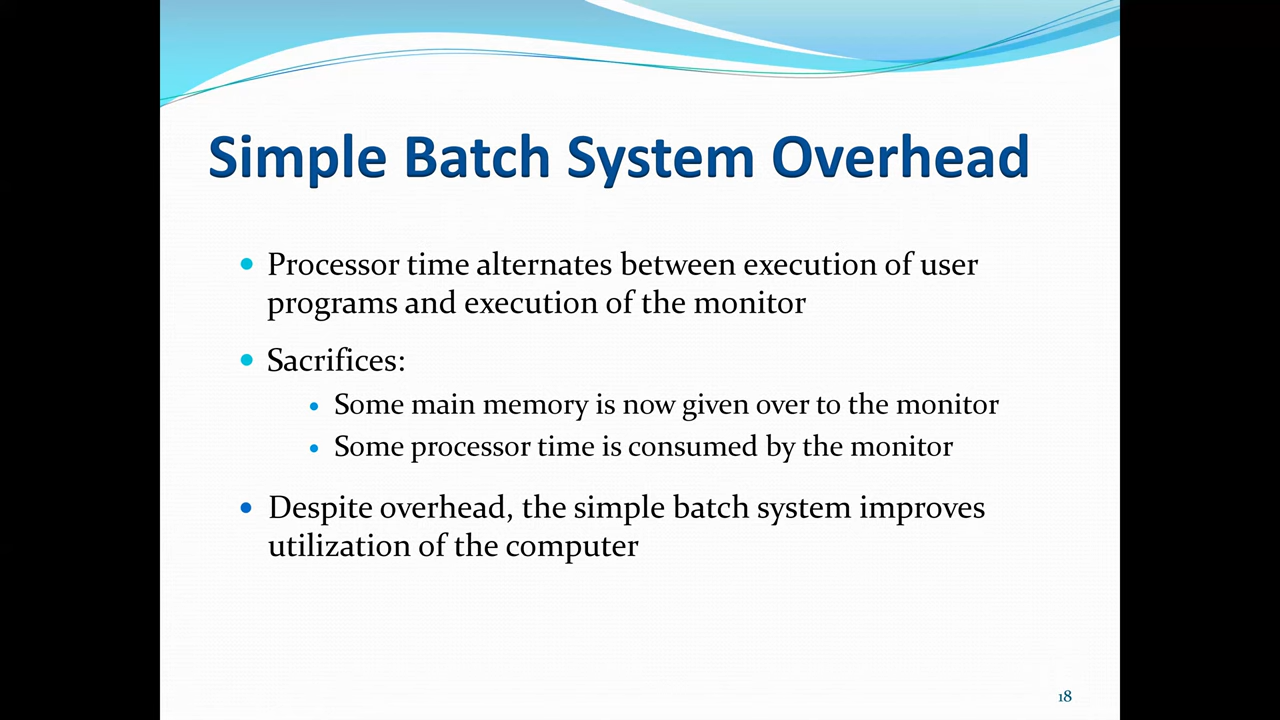 Simple Batch System Overhead
• Processor time alternates between execution of user
programs and execution of the monitor
• Sacrifices:
• Some main memory is now given over to the monitor
• Some processor time is consumed by the monitor
• Despite overhead, the simple batch system improves
utilization of the computer
18